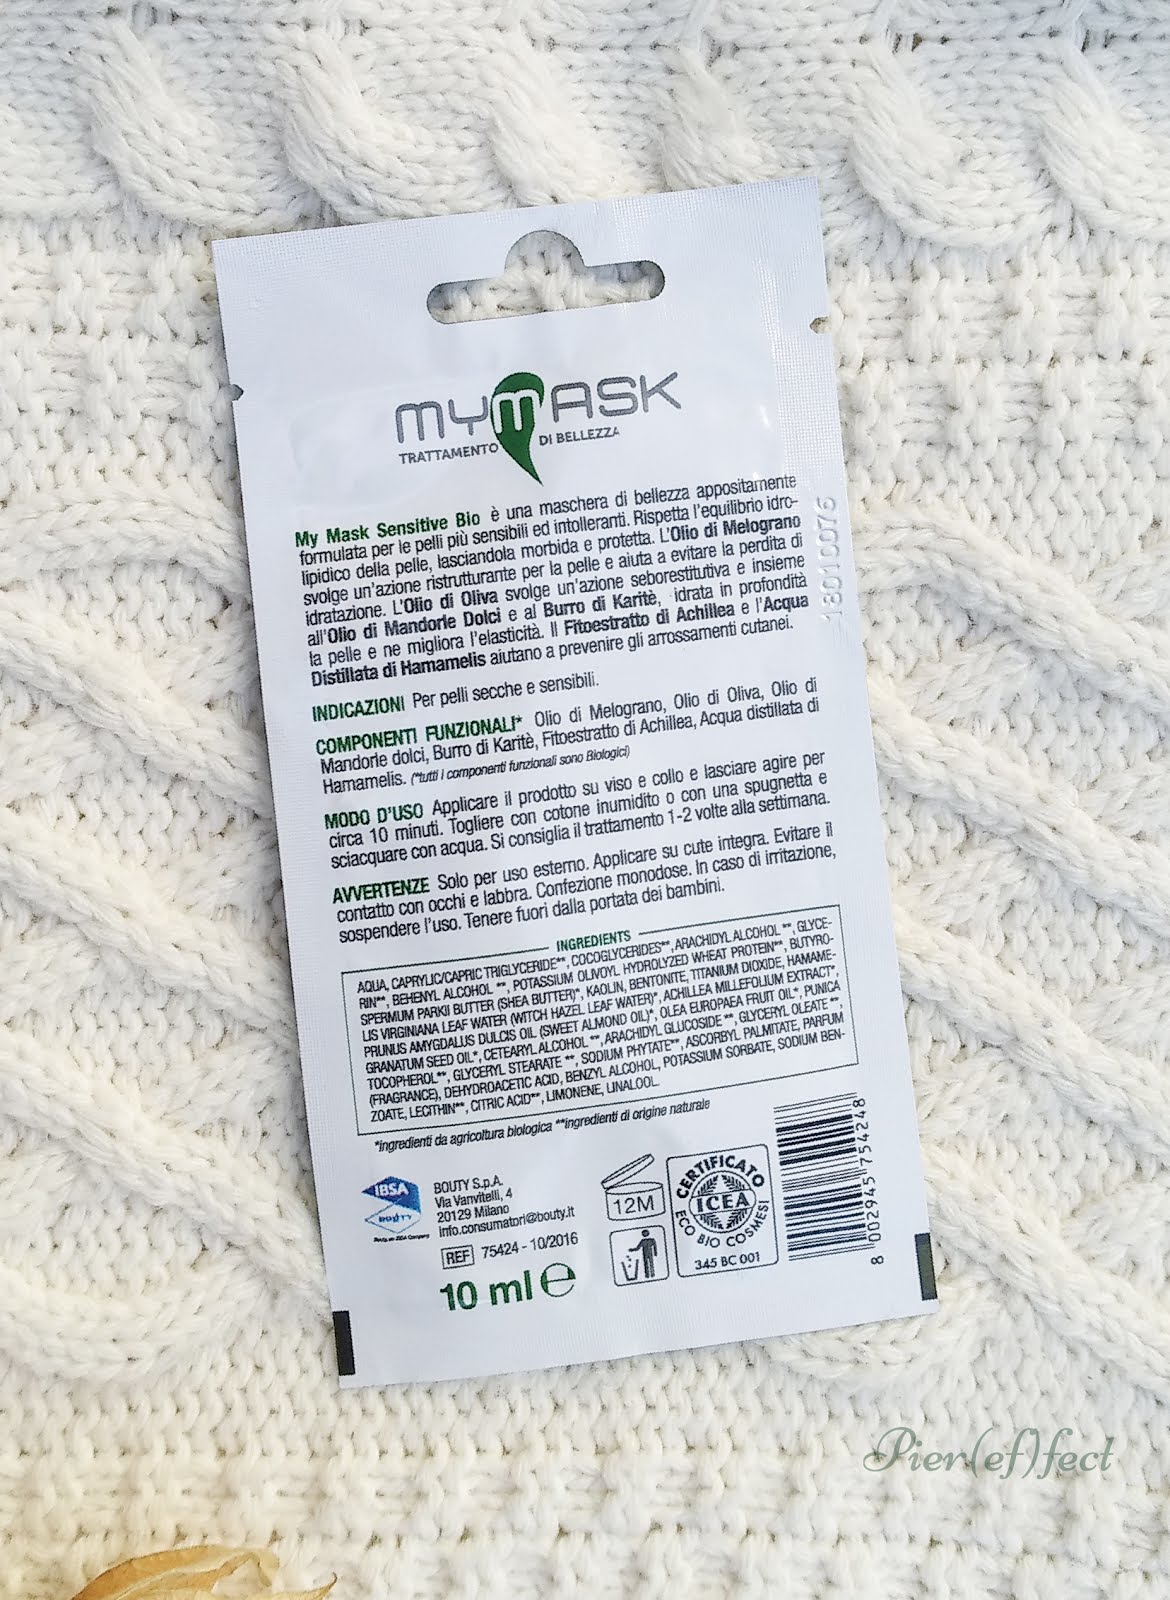 MYMASK
TRATTAMENTO DI BELLEZZA
My Mask Sensitive Bio è una maschera di bellezza appositamente
formulata per le pelli più sensibili ed intolleranti. Rispetta l'equilibrio idro-
lipidico della pelle, lasciandola morbida e protetta. L'Olio di Melograno
svolge un'azione ristrutturante per la pelle e aiuta a evitare la perdita di
idratazione. L'Olio di Oliva svolge un'azione seborestitutiva e insieme
all'Olio di Mandorle Dolci e al Burro di Karitè, idrata in profondità
la pelle e ne migliora l'elasticità. Il Fitoestratto di Achillea e l'Acqua
Distillata di Hamamelis aiutano a prevenire gli arrossamenti cutanei.
18010076
INDICAZIONI Per pelli secche e sensibili.
COMPONENTI FUNZIONALI* Olio di Melograno, Olio di Oliva, Olio di
Mandorle dolci, Burro di Karitè, Fitoestratto di Achillea, Acqua distillata di
Hamamelis. (*tutti i componenti funzionali sono Biologici)
MODO D'USO Applicare il prodotto su viso e collo e lasciare agire per
circa 10 minuti. Togliere con cotone inumidito o con una spugnetta e
sciacquare con acqua. Si consiglia il trattamento 1-2 volte alla settimana.
AVVERTENZE Solo per uso esterno. Applicare su cute integra. Evitare il
contatto con occhi e labbra. Confezione monodose. In caso di irritazione,
sospendere l'uso. Tenere fuori dalla portata dei bambini.
INGREDIENTS
AQUA, CAPRYLIC/CAPRIC TRIGLYCERIDE**, COCOGLYCERIDES**, ARACHIDYL ALCOHOL **, GLYCE-
RIN**, BEHENYL ALCOHOL **, POTASSIUM OLIVOYL HYDROLYZED WHEAT PROTEIN**, BUTYRO-
SPERMUM PARKII BUTTER (SHEA BUTTER)*, KAOLIN, BENTONITE, TITANIUM DIOXIDE, HAMAME-
LIS VIRGINIANA LEAF WATER (WITCH HAZEL LEAF WATER)*, ACHILLEA MILLEFOLIUM EXTRACT*,
PRUNUS AMYGDALUS DULCIS OIL (SWEET ALMOND OIL)*, OLEA EUROPAEA FRUIT OIL*, PUNICA
GRANATUM SEED OIL*, CETEARYL ALCOHOL **, ARACHIDYL GLUCOSIDE **, GLYCERYL OLEATE **,
TOCOPHEROL**, GLYCERYL STEARATE **, SODIUM PHYTATE**, ASCORBYL PALMITATE, PARFUM
(FRAGRANCE), DEHYDROACETIC ACID, BENZYL ALCOHOL, POTASSIUM SORBATE, SODIUM BEN-
ZOATE, LECITHIN**, CITRIC ACID**, LIMONENE, LINALOOL.
*ingredienti da agricoltura biologica **ingredienti di origine naturale
IBSA
BOUTY
Bouty, an IBSA Company
BOUTY S.p.A.
Via Vanvitelli, 4
20129 Milano
info.consumatori@bouty.it
REF 75424 - 10/2016
10 ml e
12M
CERTIFICATO
ICEA
ECO BIO COSMESI
345 BC 001
8 002945 754248
Pier(ef)fect